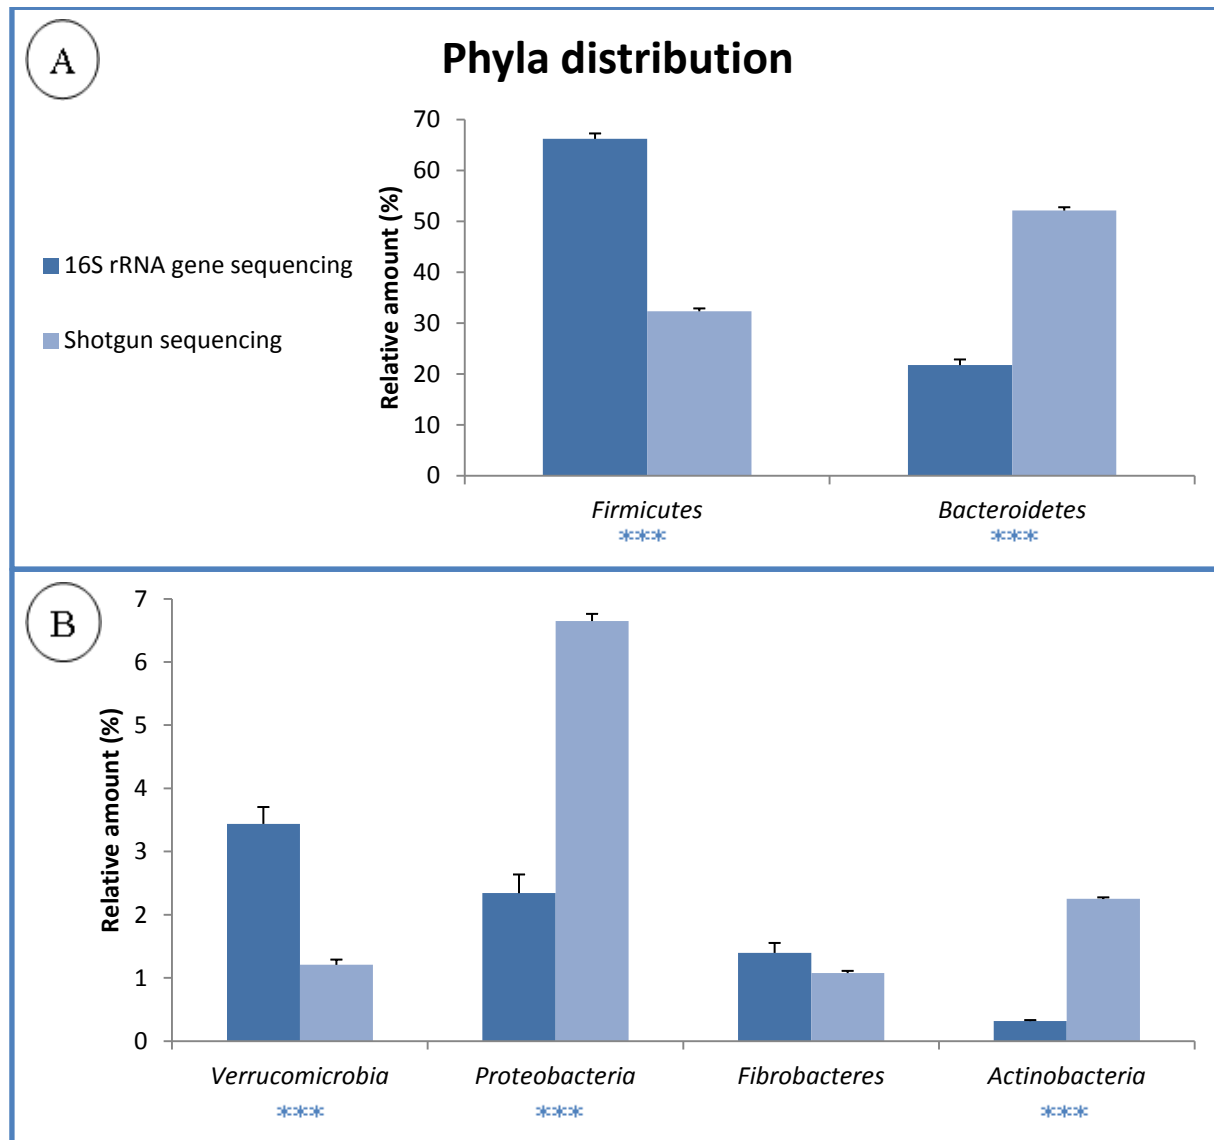 A
Phyla distribution
70
60
50
40
30
20
10
0
Relative amount (%)
16S rRNA gene sequencing
Shotgun sequencing
Firmicutes
Bacteroidetes
***
***
B
7
6
5
4
3
2
1
0
Relative amount (%)
Verrucomicrobia
Proteobacteria
Fibrobacteres
Actinobacteria
***
***
***